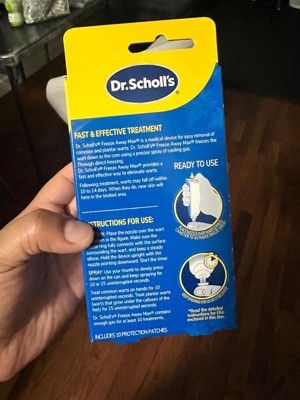 Dr.Scholl's®
FAST & EFFECTIVE TREATMENT
Dr. Scholl's® Freeze Away Max® is a medical device for easy removal of
common and plantar warts. Dr. Scholl's® Freeze Away Max® freezes the
wart down to the core using a precise spray of cooling gas.
Through direct freezing,
Dr. Scholl's® Freeze Away Max® provides a
fast and effective way to eliminate warts.
Following treatment, warts may fall off within
10 to 14 days. When they do, new skin will
form in the treated area.
READY TO USE
INSTRUCTIONS FOR USE:
Place the nozzle over the wart
in the figure. Make sure the
fully connects with the surface
surrounding the wart, and keep a steady
elbow. Hold the device upright with the
nozzle pointing downward. Start the timer.
SPRAY: Use your thumb to slowly press
down on the can and keep spraying for
10 or 15 uninterrupted seconds.
Treat common warts on hands for 10
uninterrupted seconds. Treat plantar warts
(warts that grow under the calluses of the
feet) for 15 uninterrupted seconds.
Dr. Scholl's® Freeze Away Max® contains
enough gas for at least 10 treatments.
*Read the detailed
Instructions for Use
enclosed in this box.
INCLUDES 10 PROTECTION PATCHES